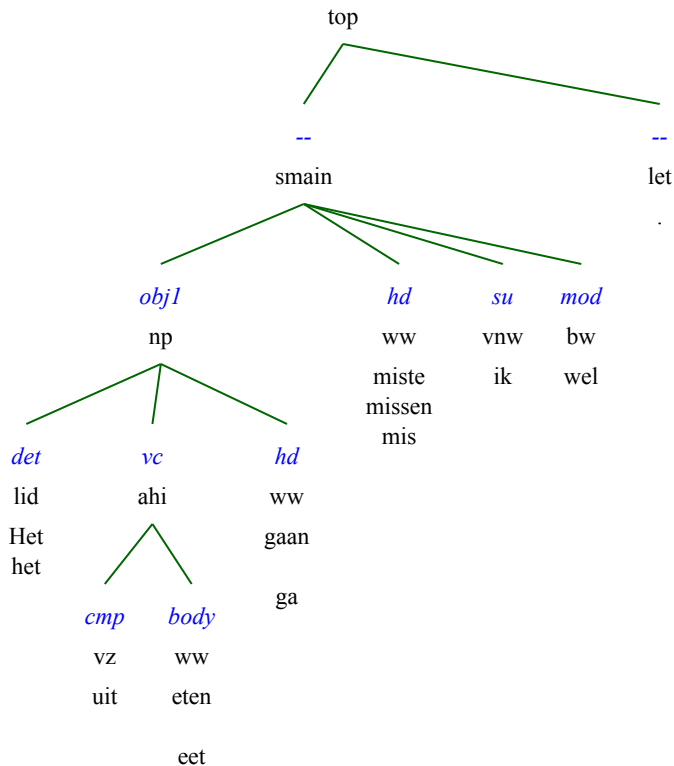 top
-- --
smain let
.
obj1 hd su mod
np ww vnw bw
miste ik wel
missen
mis
det vc hd
lid ahi ww
Het gaan
het
ga
cmp body
vz ww
uit eten
eet